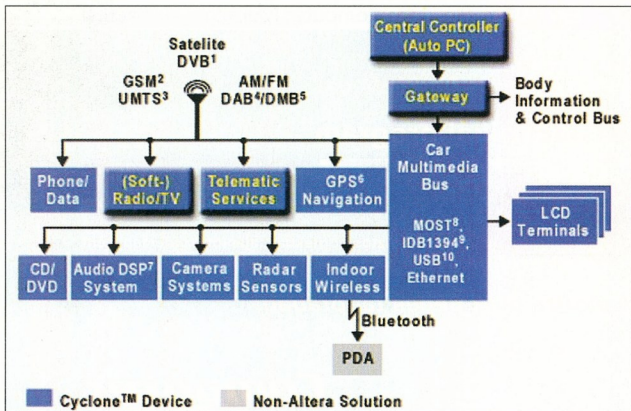 Central Controller
(Auto PC)
Satelite
DVB1
GSM2
UMTS3
AM/FM
DAB4/DMB5
Gateway
Body
Information
& Control Bus
Phone/
Data
(Soft-)
Radio/TV
Telematic
Services
GPS6
Navigation
Car
Multimedia
Bus
MOST8,
IDB13949,
USB10,
Ethernet
LCD
Terminals
CD/
DVD
Audio DSP7
System
Camera
Systems
Radar
Sensors
Indoor
Wireless
Bluetooth
PDA
Cyclone™ Device
Non-Altera Solution